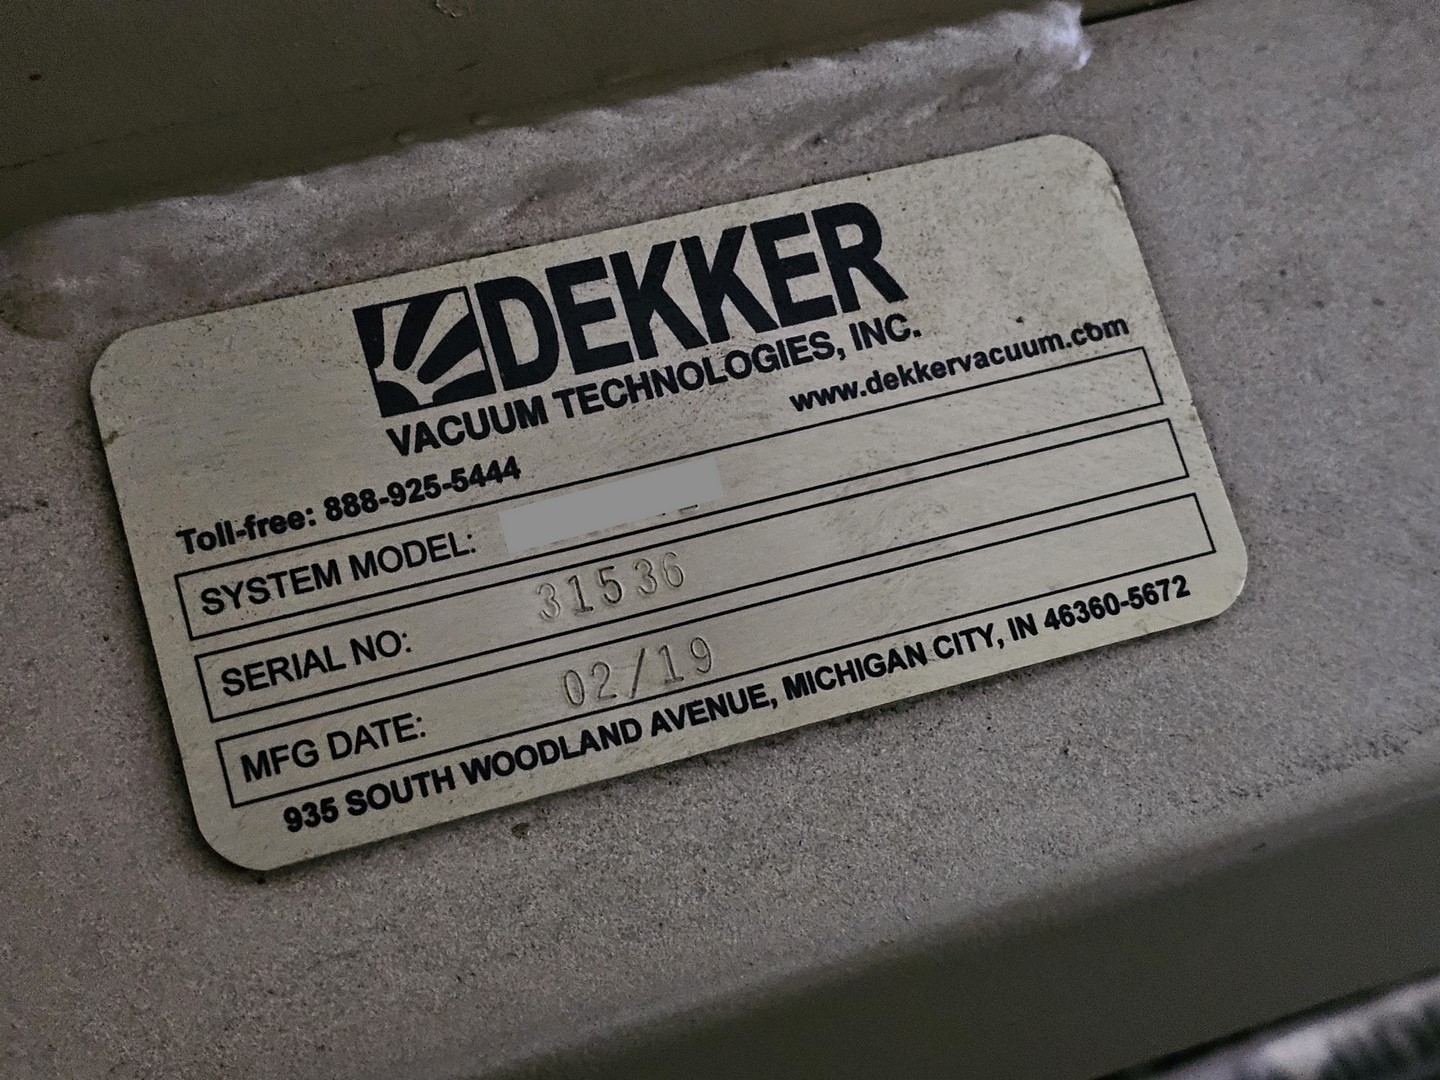 DEKKER
VACUUM TECHNOLOGIES, INC.
www.dekkervacuum.com
Toll-free: 888-925-5444
SYSTEM MODEL:
SERIAL NO: 31536
MFG DATE: 02/19
935 SOUTH WOODLAND AVENUE, MICHIGAN CITY, IN 46360-5672